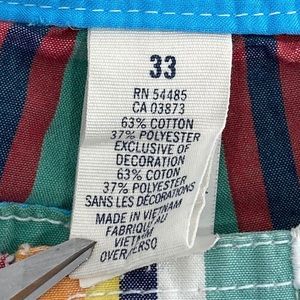 33
RN 54485
CA 03873
63% COTTON
37% POLYESTER
EXCLUSIVE OF
DECORATION
63% COTON
37% POLYESTER
SANS LES DÉCORATIONS
MADE IN VIETNAM
FABRIQUÉ AU
VIETNAM
OVER/VERSO